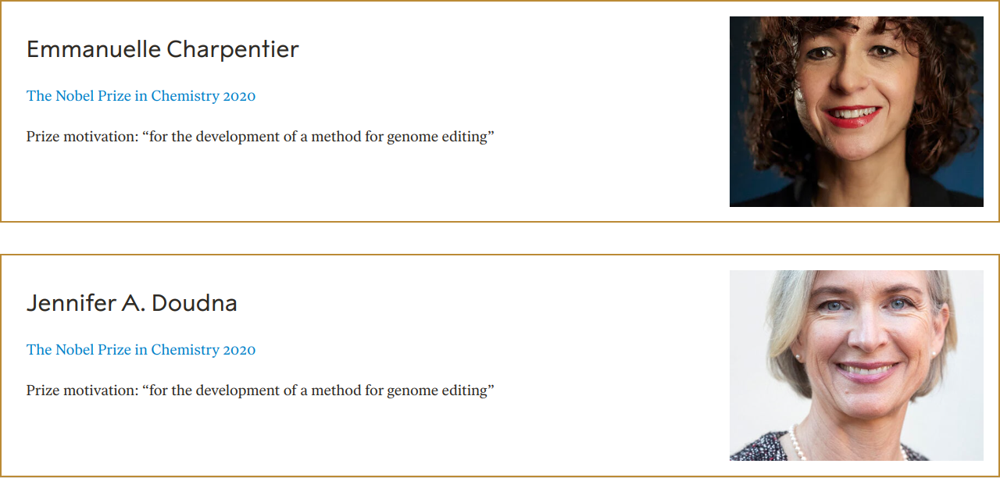 Emmanuelle Charpentier
The Nobel Prize in Chemistry 2020
Prize motivation: “for the development of a method for genome editing”
Jennifer A. Doudna
The Nobel Prize in Chemistry 2020
Prize motivation: “for the development of a method for genome editing”